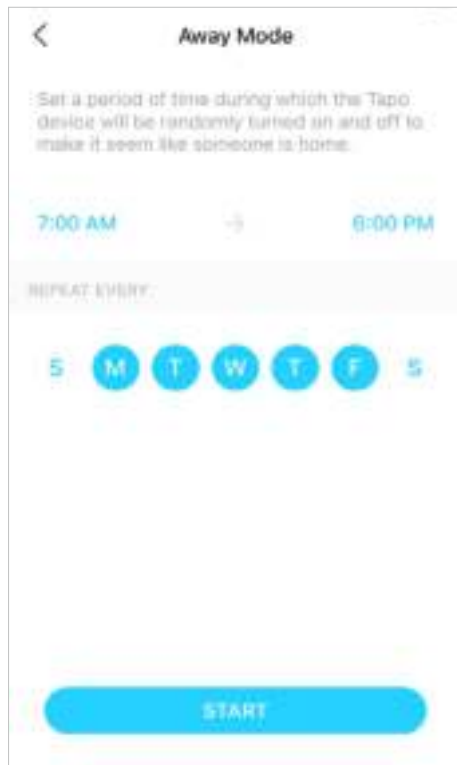 Away Mode
Set a period of time during which the Tapo
device will be randomly turned on and off to
make it seem like someone is home.
7:00 AM 6:00 PM
REPEAT EVERY
S M T W T F S
START